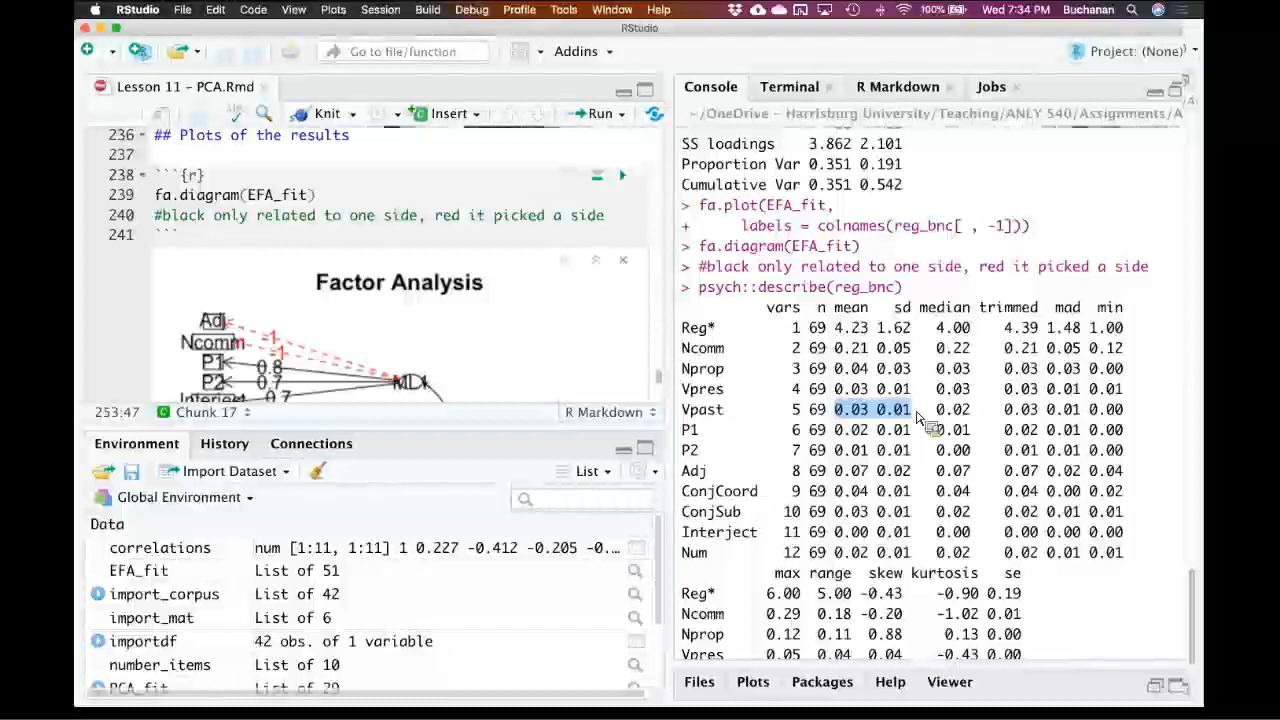 RStudio File Edit Code View Plots Session Build Debug Profile Tools Window Help 100% Wed 7:34 PM Buchanan
RStudio
Go to file/function Addins Project: (None)
Lesson 11 - PCA.Rmd
Knit Insert Run
236 ## Plots of the results
237
238 ```{r}
239 fa.diagram(EFA_fit)
240 #black only related to one side, red it picked a side
241 ```
Factor Analysis
Adj
Ncomm
P1
P2
Interject
-1
-1
0.8
0.7
0.7
253:47 Chunk 17 R Markdown
Environment History Connections
Import Dataset List
Global Environment
Data
correlations num [1:11, 1:11] 1 0.227 -0.412 -0.205 -0....
EFA_fit List of 51
import_corpus List of 42
import_mat List of 6
importdf 42 obs. of 1 variable
number_items List of 10
PCA_fit List of 29
Console Terminal R Markdown Jobs
~/OneDrive - Harrisburg University/Teaching/ANLY 540/Assignments/A
SS loadings 3.862 2.101
Proportion Var 0.351 0.191
Cumulative Var 0.351 0.542
> fa.plot(EFA_fit,
+ labels = colnames(reg_bnc[ , -1]))
> fa.diagram(EFA_fit)
> #black only related to one side, red it picked a side
> psych::describe(reg_bnc)
vars n mean sd median trimmed mad min
Reg* 1 69 4.23 1.62 4.00 4.39 1.48 1.00
Ncomm 2 69 0.21 0.05 0.22 0.21 0.05 0.12
Nprop 3 69 0.04 0.03 0.03 0.03 0.03 0.00
Vpres 4 69 0.03 0.01 0.03 0.03 0.01 0.01
Vpast 5 69 0.03 0.01 0.02 0.03 0.01 0.00
P1 6 69 0.02 0.01 0.01 0.02 0.01 0.00
P2 7 69 0.01 0.01 0.00 0.01 0.01 0.00
Adj 8 69 0.07 0.02 0.07 0.07 0.02 0.04
ConjCoord 9 69 0.04 0.01 0.04 0.04 0.00 0.02
ConjSub 10 69 0.03 0.01 0.02 0.03 0.01 0.01
Interject 11 69 0.00 0.01 0.00 0.00 0.00 0.00
Num 12 69 0.02 0.01 0.02 0.02 0.01 0.01
max range skew kurtosis se
Reg* 6.00 5.00 -0.43 -0.90 0.19
Ncomm 0.29 0.18 -0.20 -1.02 0.01
Nprop 0.12 0.11 0.88 0.13 0.00
Vpres 0.05 0.04 0.04 -0.43 0.00
Files Plots Packages Help Viewer